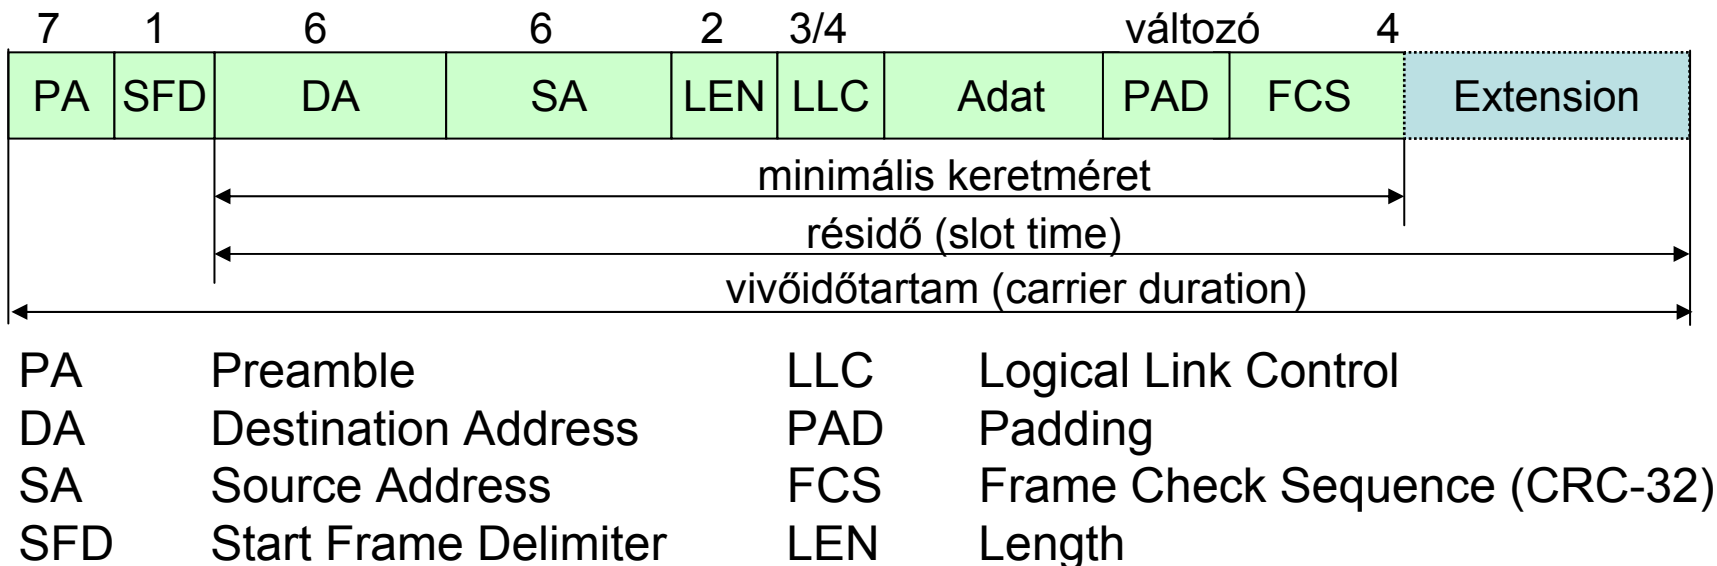 7 1 6 6 2 3/4 változó 4
PA SFD DA SA LEN LLC Adat PAD FCS Extension
minimális keretméret
résidő (slot time)
vivőidőtartam (carrier duration)
PA Preamble LLC Logical Link Control
DA Destination Address PAD Padding
SA Source Address FCS Frame Check Sequence (CRC-32)
SFD Start Frame Delimiter LEN Length